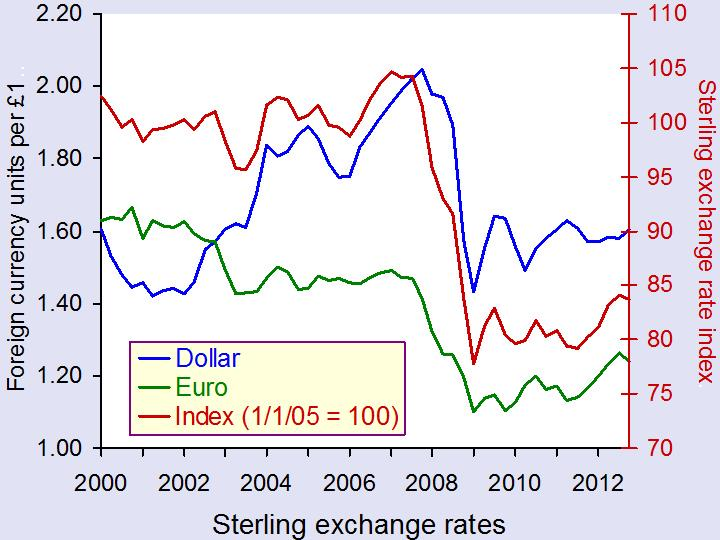 2.20
2.00
1.80
1.60
1.40
1.20
1.00
Foreign currency units per £1
110
105
100
95
90
85
80
75
70
Sterling exchange rate index
Dollar
Euro
Index (1/1/05 = 100)
2000 2002 2004 2006 2008 2010 2012
Sterling exchange rates